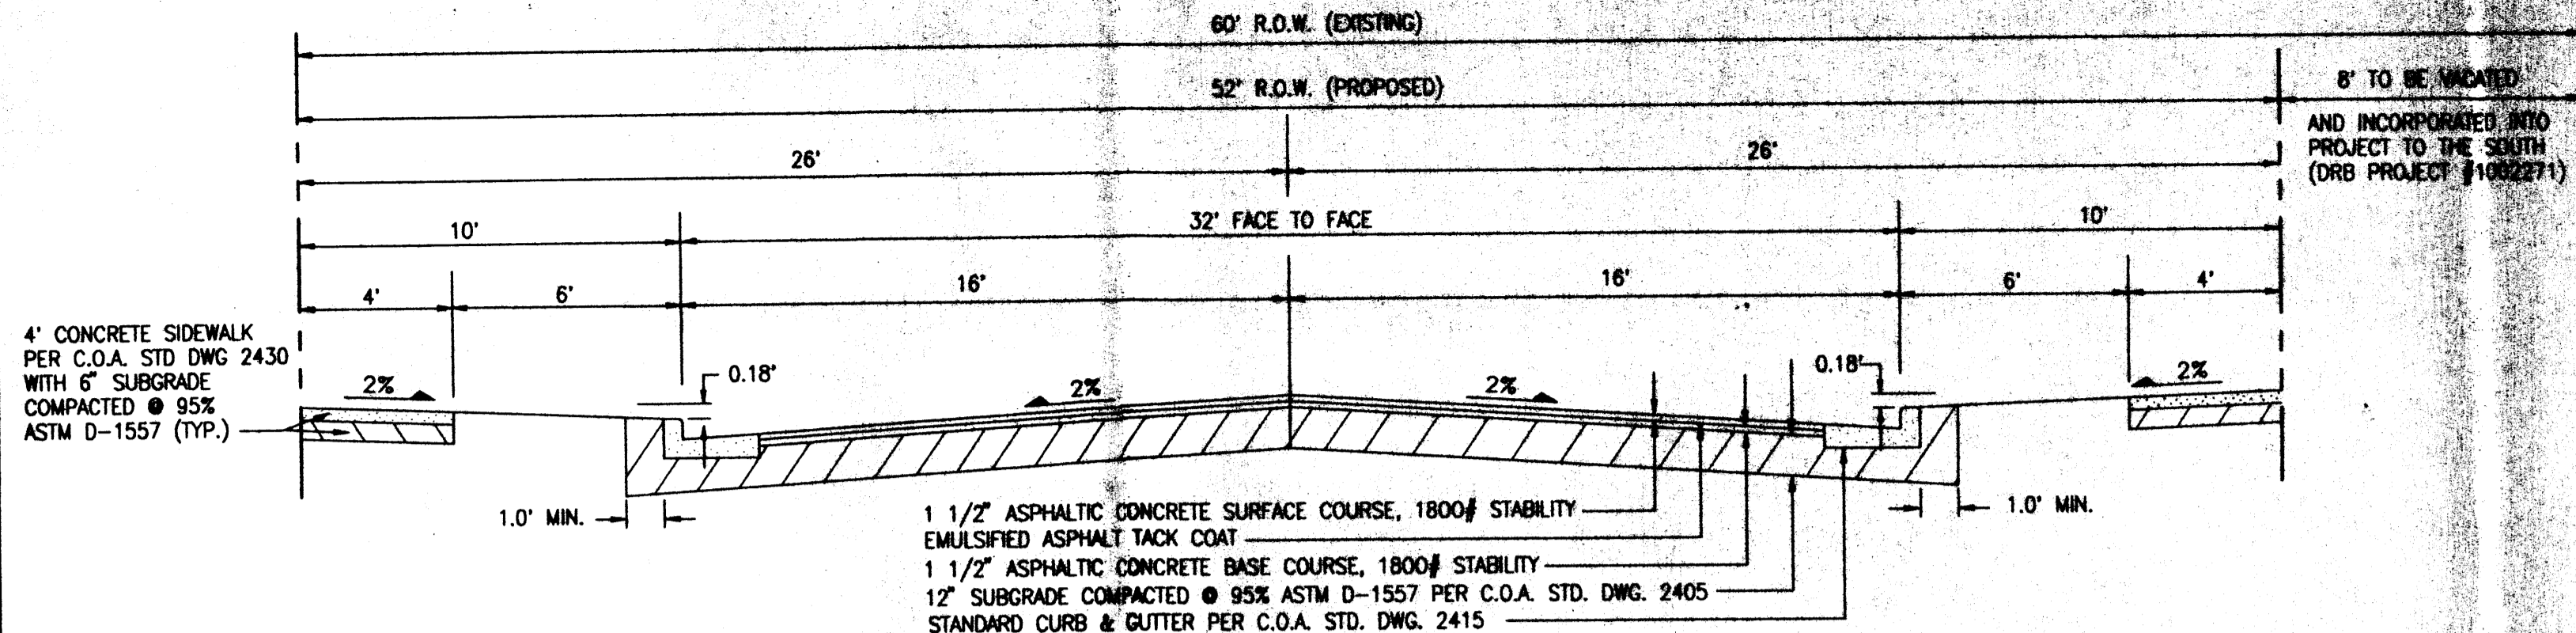 60' R.O.W. (EXISTING)
52' R.O.W. (PROPOSED)
8' TO BE VACATED
AND INCORPORATED INTO
PROJECT TO THE SOUTH
(DRB PROJECT #1002271)
26'
26'
10'
32' FACE TO FACE
10'
4'
6'
16'
16'
6'
4'
4' CONCRETE SIDEWALK
PER C.O.A. STD DWG 2430
WITH 6" SUBGRADE
COMPACTED @ 95%
ASTM D-1557 (TYP.)
2%
0.18'
2%
2%
0.18'
2%
1.0' MIN.
1.0' MIN.
1 1/2" ASPHALTIC CONCRETE SURFACE COURSE, 1800# STABILITY
EMULSIFIED ASPHALT TACK COAT
1 1/2" ASPHALTIC CONCRETE BASE COURSE, 1800# STABILITY
12" SUBGRADE COMPACTED @ 95% ASTM D-1557 PER C.O.A. STD. DWG. 2405
STANDARD CURB & GUTTER PER C.O.A. STD. DWG. 2415